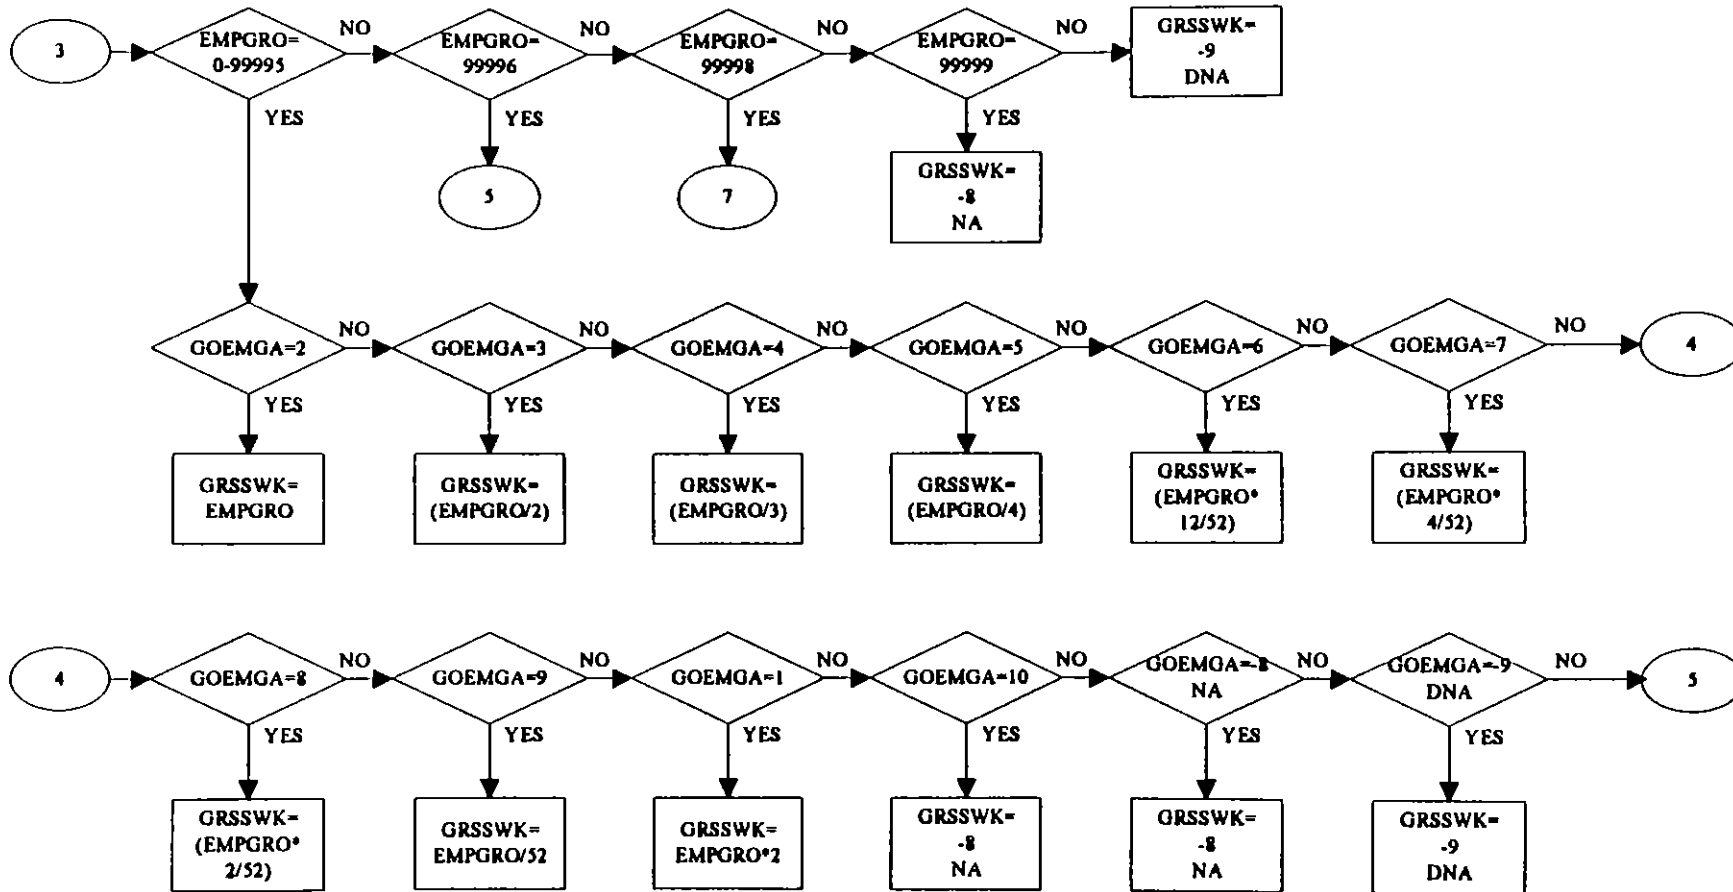 3
EMPGRO=
0-99995
NO
EMPGRO=
99996
NO
EMPGRO=
99998
NO
EMPGRO=
99999
NO
GRSSWK=
-9
DNA
YES
YES
YES
YES
5
7
GRSSWK=
-8
NA
GOEMGA=2
NO
GOEMGA=3
NO
GOEMGA=4
NO
GOEMGA=5
NO
GOEMGA=6
NO
GOEMGA=7
NO
4
YES
YES
YES
YES
YES
YES
GRSSWK=
EMPGRO
GRSSWK=
(EMPGRO/2)
GRSSWK=
(EMPGRO/3)
GRSSWK=
(EMPGRO/4)
GRSSWK=
(EMPGRO*
12/52)
GRSSWK=
(EMPGRO*
4/52)
4
GOEMGA=8
NO
GOEMGA=9
NO
GOEMGA=1
NO
GOEMGA=10
NO
GOEMGA=-8
NA
NO
GOEMGA=-9
DNA
NO
5
YES
YES
YES
YES
YES
YES
GRSSWK=
(EMPGRO*
2/52)
GRSSWK=
EMPGRO/52
GRSSWK=
EMPGRO*2
GRSSWK=
-8
NA
GRSSWK=
-8
NA
GRSSWK=
-9
DNA